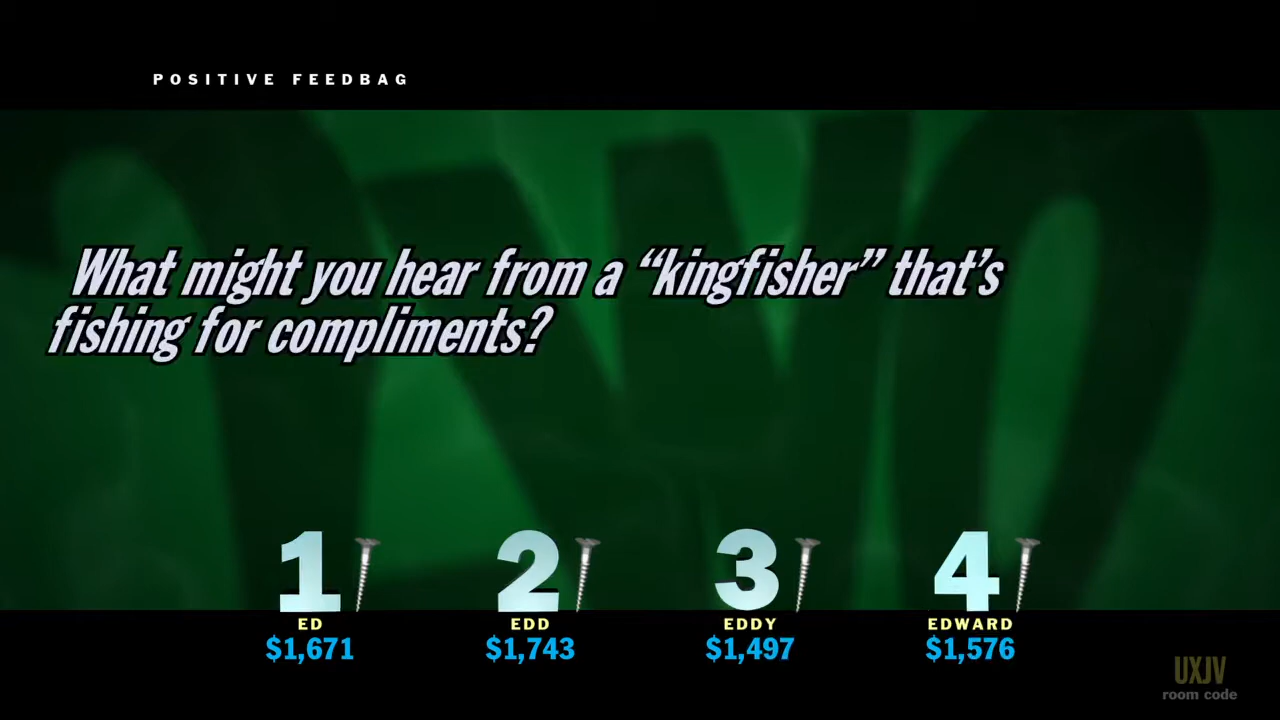 POSITIVE FEEDBAG
What might you hear from a “kingfisher” that’s
fishing for compliments?
1 2 3 4
ED EDD EDDY EDWARD
$1,671 $1,743 $1,497 $1,576
UXJV
room code